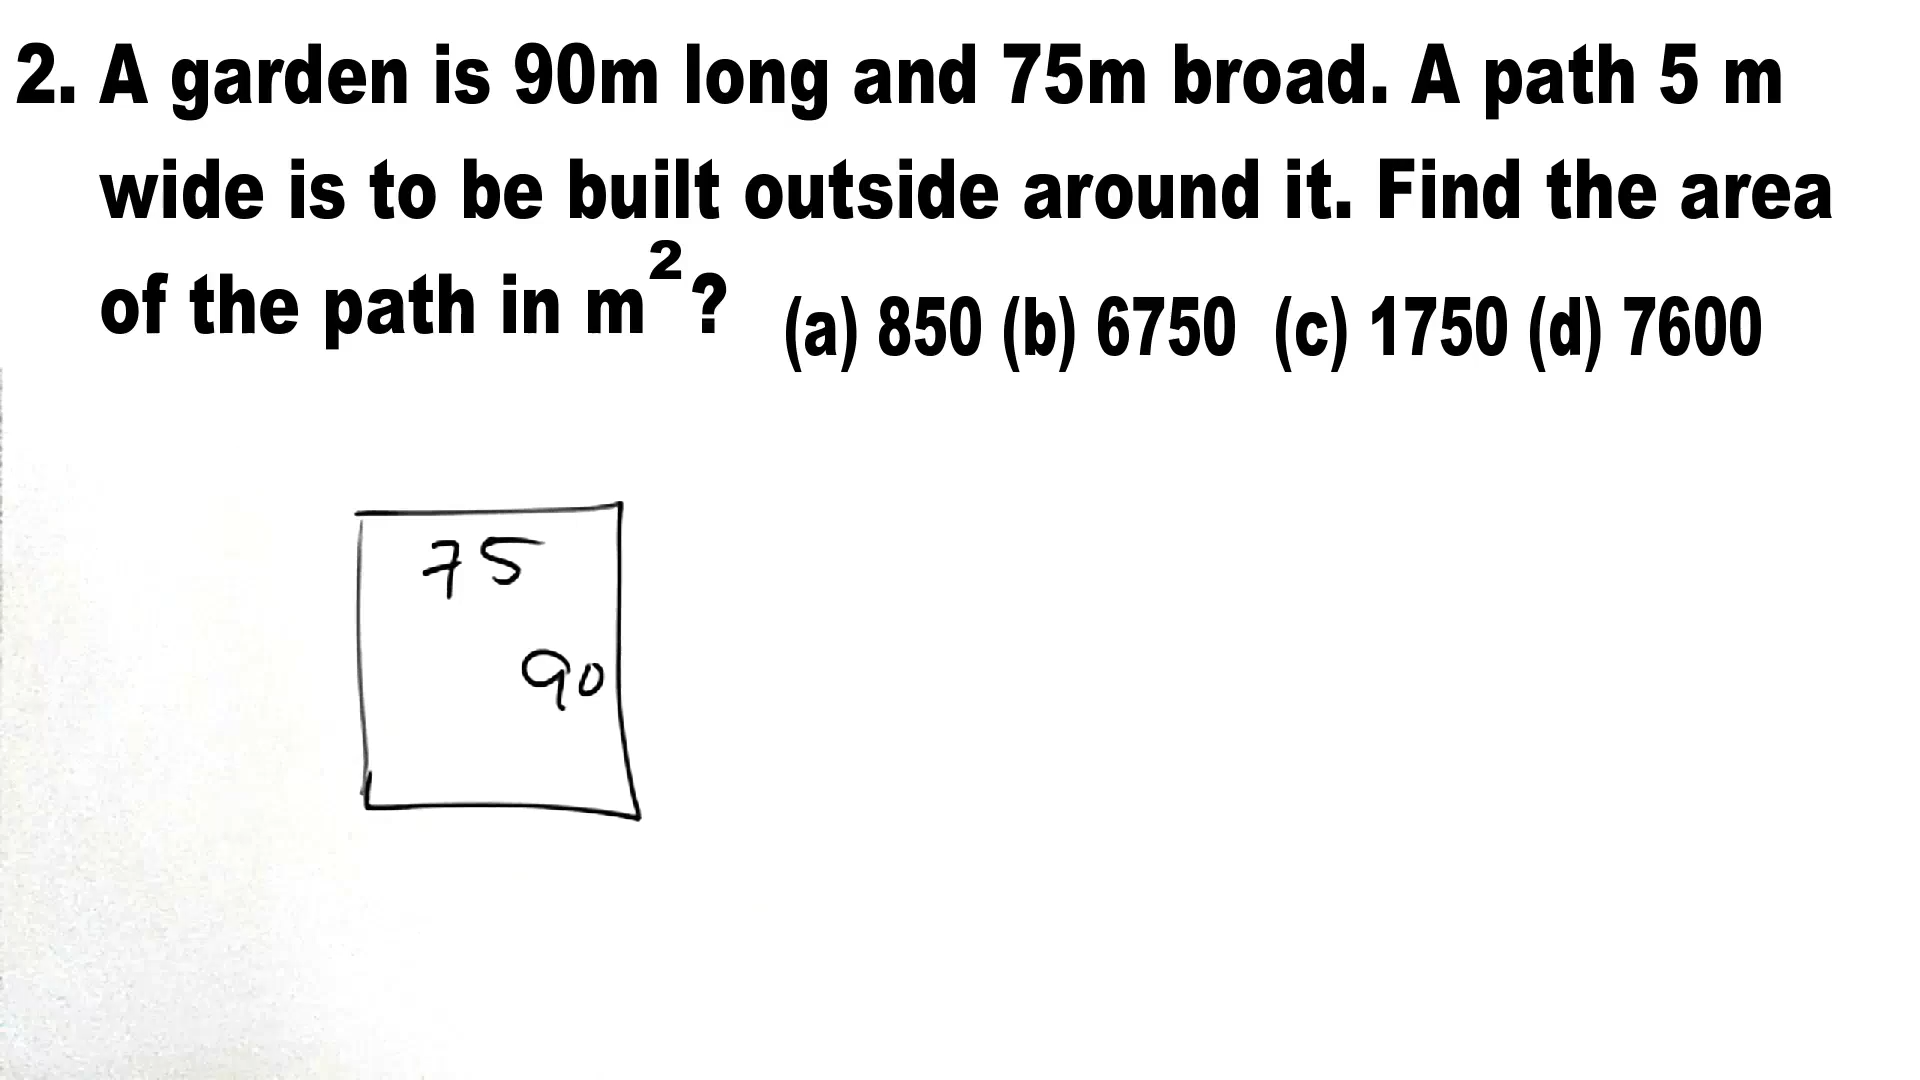 2. A garden is 90m long and 75m broad. A path 5 m
wide is to be built outside around it. Find the area
of the path in m²? (a) 850 (b) 6750 (c) 1750 (d) 7600
75
90